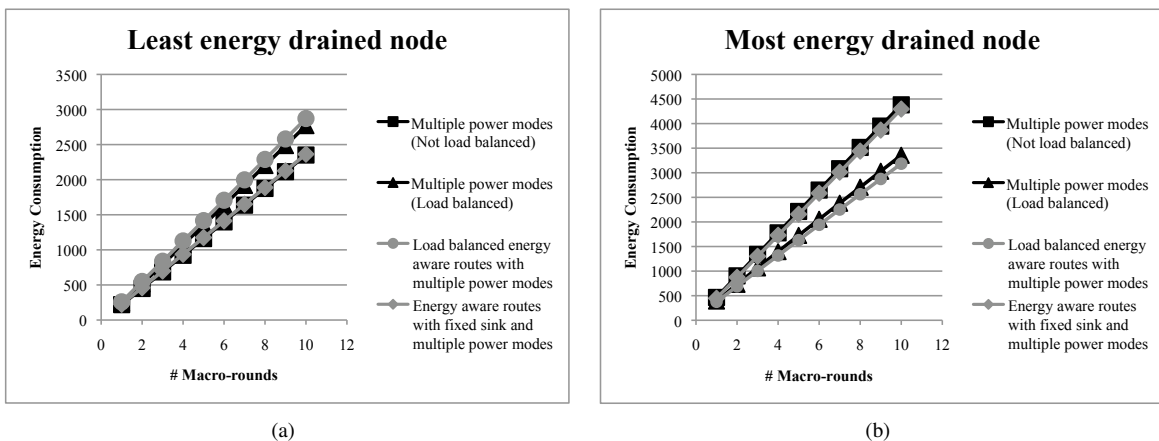 Least energy drained node
3500
3000
2500
2000
1500
1000
500
0
Energy Consumption
0 2 4 6 8 10 12
# Macro-rounds
Multiple power modes
(Not load balanced)
Multiple power modes
(Load balanced)
Load balanced energy
aware routes with
multiple power modes
Energy aware routes
with fixed sink and
multiple power modes
(a)
Most energy drained node
5000
4500
4000
3500
3000
2500
2000
1500
1000
500
0
Energy Consumption
0 2 4 6 8 10 12
# Macro-rounds
Multiple power modes
(Not load balanced)
Multiple power modes
(Load balanced)
Load balanced energy
aware routes with
multiple power modes
Energy aware routes
with fixed sink and
multiple power modes
(b)